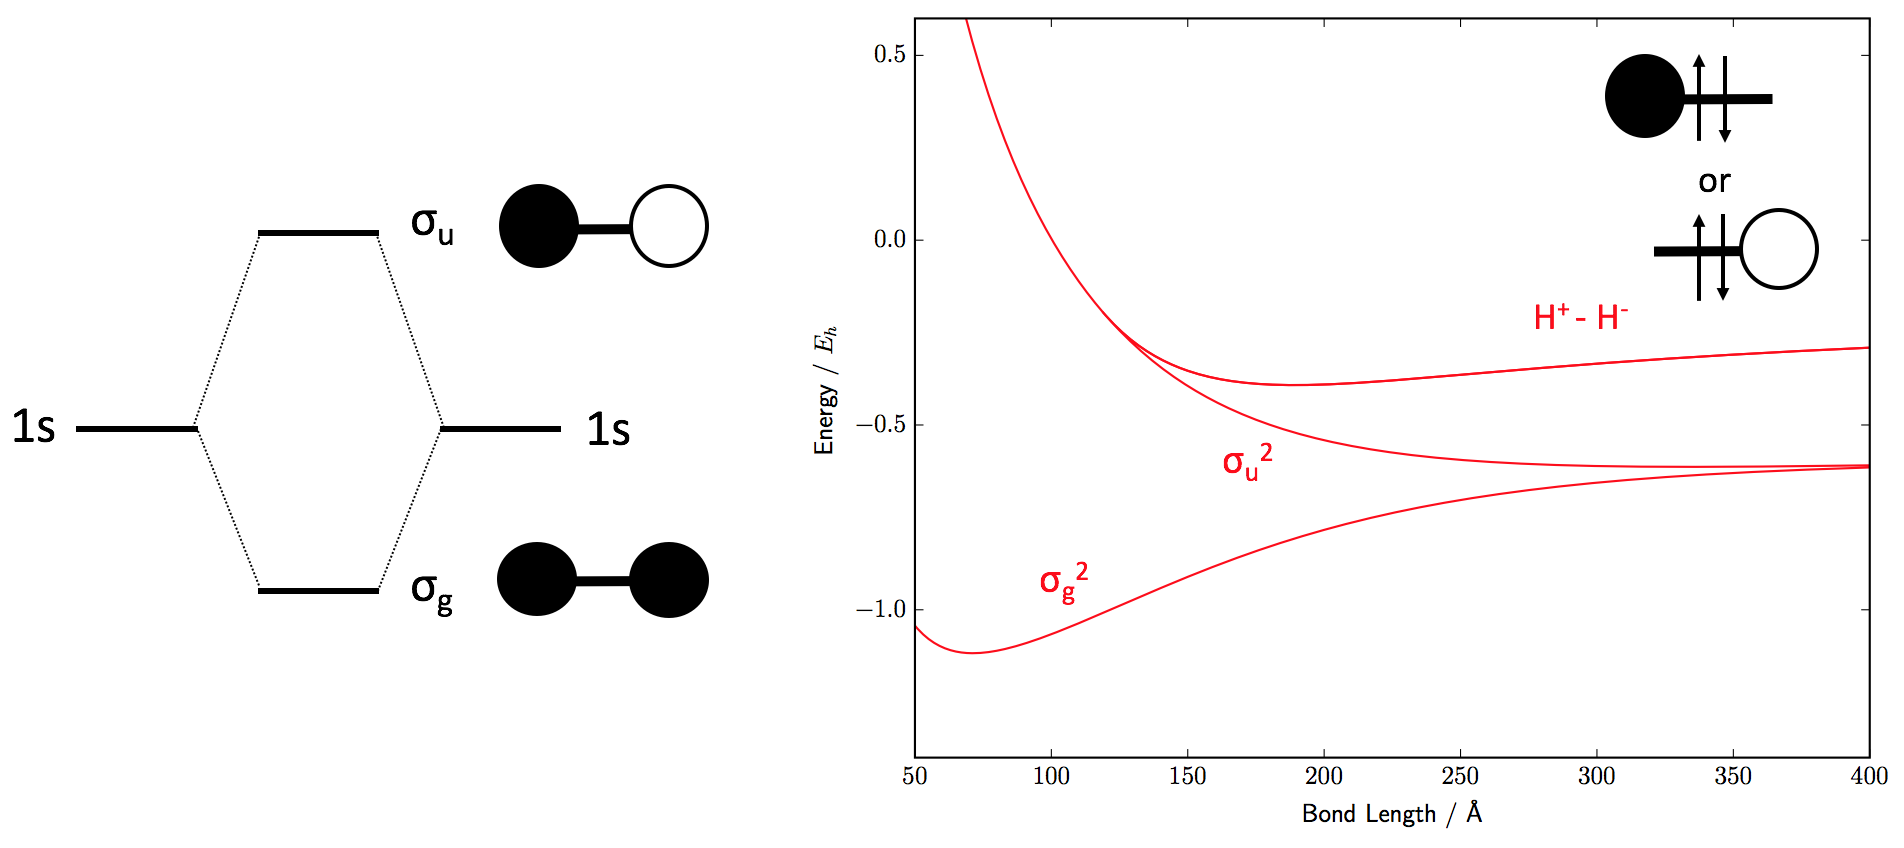 σu
1s
1s
σg
0.5
0.0
−0.5
−1.0
Energy / Eh
or
H+ - H-
σu2
σg2
50 100 150 200 250 300 350 400
Bond Length / Å